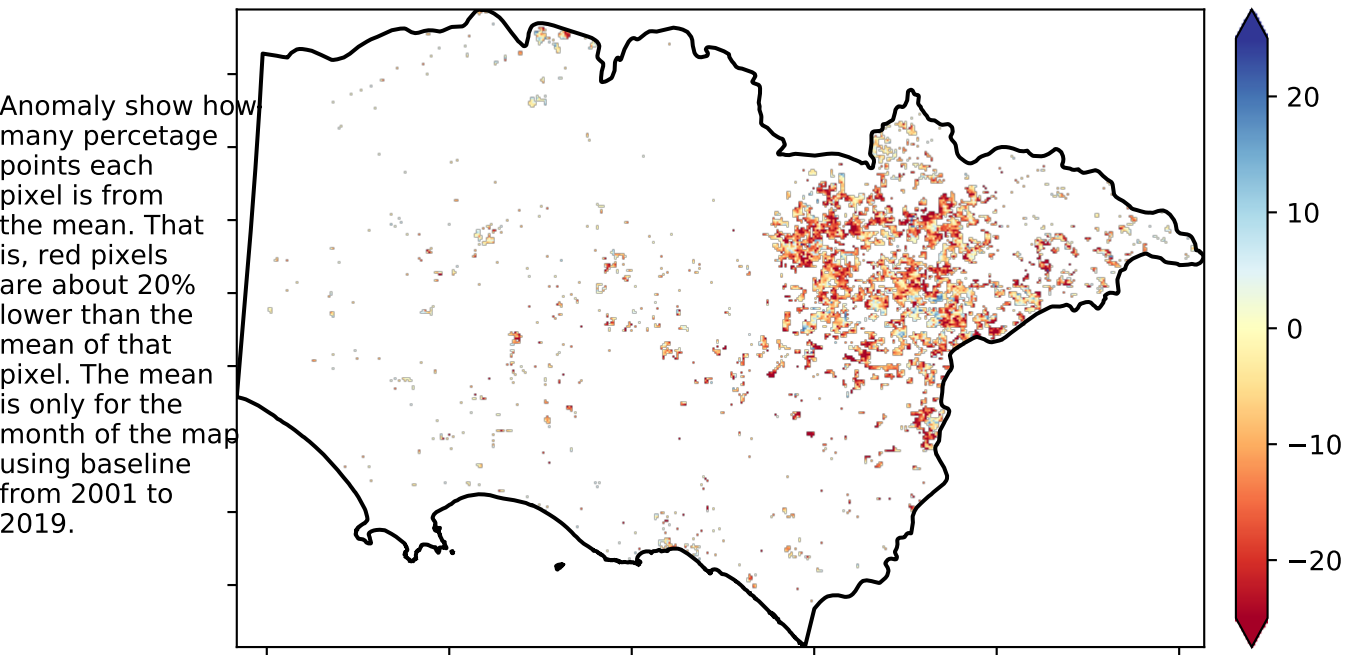 Anomaly show how
many percetage
points each
pixel is from
the mean. That
is, red pixels
are about 20%
lower than the
mean of that
pixel. The mean
is only for the
month of the map
using baseline
from 2001 to
2019.
20
10
0
−10
−20